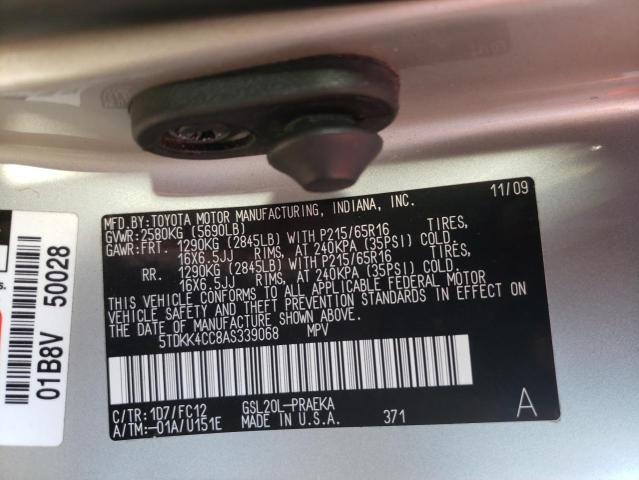 MFD.BY:TOYOTA MOTOR MANUFACTURING, INDIANA, INC. 11/09
GVWR:2580KG (5690LB)
GAWR:FRT. 1290KG (2845LB) WITH P215/65R16 TIRES,
16X6.5JJ RIMS, AT 240KPA (35PSI) COLD.
RR. 1290KG (2845LB) WITH P215/65R16 TIRES,
16X6.5JJ RIMS, AT 240KPA (35PSI) COLD.
THIS VEHICLE CONFORMS TO ALL APPLICABLE FEDERAL MOTOR
VEHICLE SAFETY AND THEFT PREVENTION STANDARDS IN EFFECT
ON THE DATE OF MANUFACTURE SHOWN ABOVE.
5TDKK4CC8AS339068 MPV
C/TR:1D7/FC12 GSL20L-PRAEKA
A/TM:-01A/U151E MADE IN U.S.A. 371 A
01B8V 50028
s.